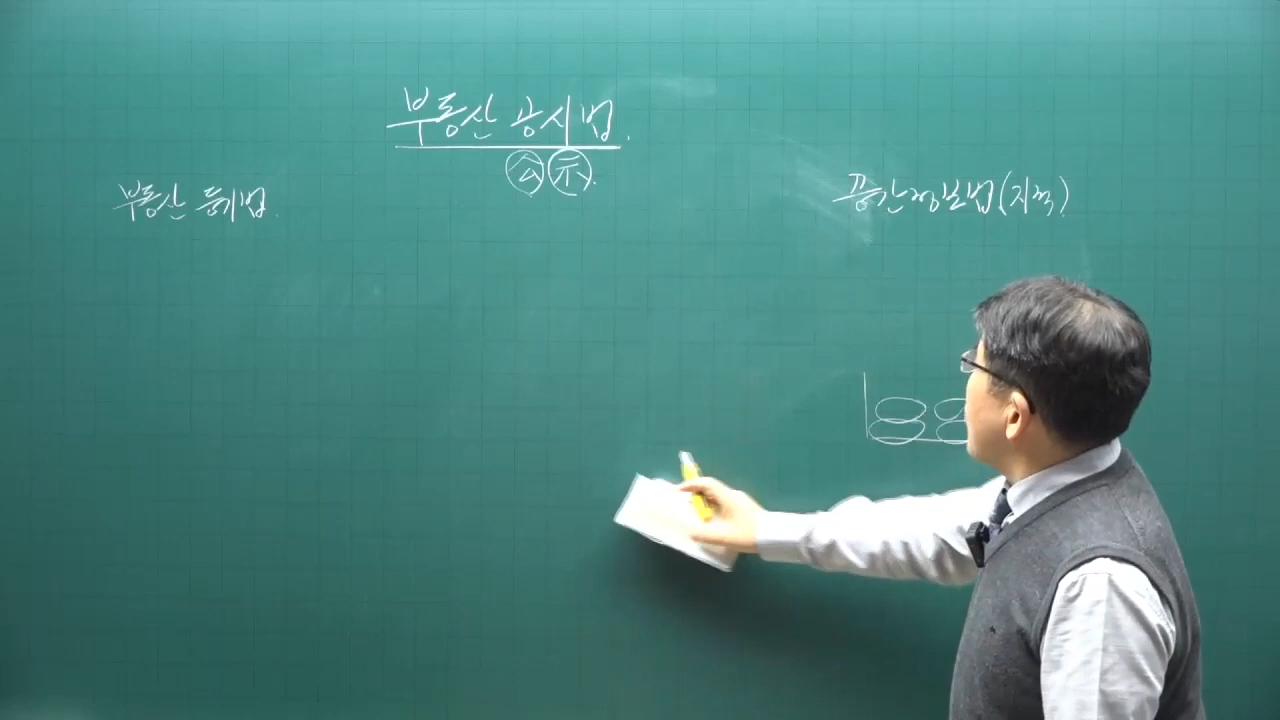 부동산 공시법.
公示.
부동산 등기법.
공간정보법(지적)